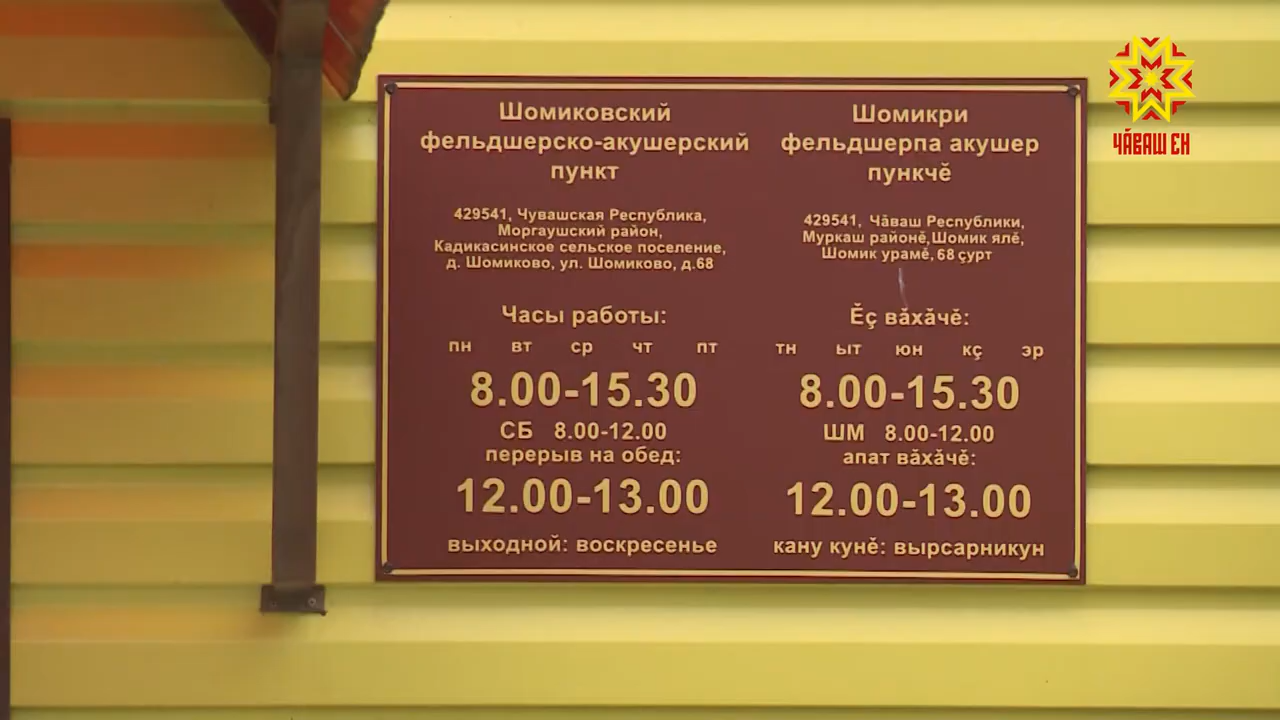 Шомиковский
фельдшерско-акушерский
пункт
429541, Чувашская Республика,
Моргаушский район,
Кадикасинское сельское поселение,
д. Шомиково, ул. Шомиково, д.68
Часы работы:
пн вт ср чт пт
8.00-15.30
СБ 8.00-12.00
перерыв на обед:
12.00-13.00
выходной: воскресенье
Шомикри
фельдшерпа акушер
пункчĕ
429541, Чăваш Республики,
Муркаш районĕ, Шомик ялĕ,
Шомик урамĕ, 68 çурт
Ĕç вăхăчĕ:
тн ыт юн кç эр
8.00-15.30
ШМ 8.00-12.00
апат вăхăчĕ:
12.00-13.00
кану кунĕ: вырсарникун
ЧĂВАШ ЕН